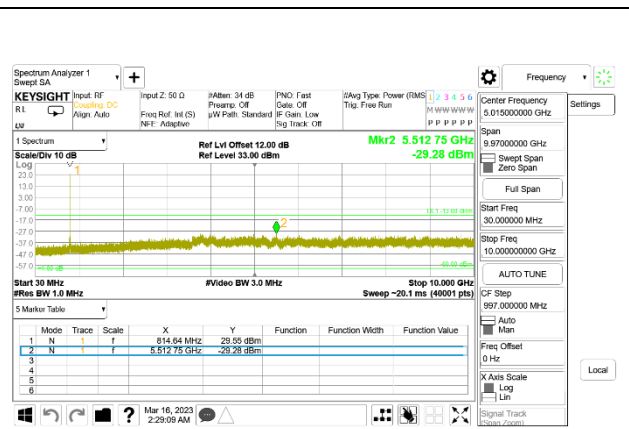 Spectrum Analyzer 1
Swept SA
Frequency
KEYSIGHT
RL
Input: RF
Coupling: DC
Align: Auto
Input Z: 50 Ω
Freq Ref: Int (S)
NFE: Adaptive
#Atten: 34 dB
Preamp: Off
µW Path: Standard
PNO: Fast
Gate: Off
IF Gain: Low
Sig Track: Off
#Avg Type: Power (RMS
Trig: Free Run
1 2 3 4 5 6
M W W W W W
P P P P P P
Center Frequency
5.015000000 GHz
Settings
1 Spectrum
Scale/Div 10 dB
Log
Ref Lvl Offset 12.00 dB
Ref Level 33.00 dBm
Mkr2 5.512 75 GHz
-29.28 dBm
Span
9.97000000 GHz
Swept Span
Zero Span
Full Span
Start Freq
30.000000 MHz
Stop Freq
10.000000000 GHz
AUTO TUNE
CF Step
997.000000 MHz
Auto
Man
Freq Offset
0 Hz
X Axis Scale
Log
Lin
Signal Track
(Span Zoom)
Local
23.0
13.0
3.00
-7.00
-17.0
-27.0
-37.0
-47.0
-57.0
1
2
Start 30 MHz
#Res BW 1.0 MHz
#Video BW 3.0 MHz
Stop 10.000 GHz
Sweep ~20.1 ms (40001 pts)
5 Marker Table
Mode Trace Scale X Y Function Function Width Function Value
1 N 1 f 814.64 MHz 29.55 dBm
2 N 1 f 5.512 75 GHz -29.28 dBm
3
4
5
6
?
Mar 16, 2023
2:29:09 AM